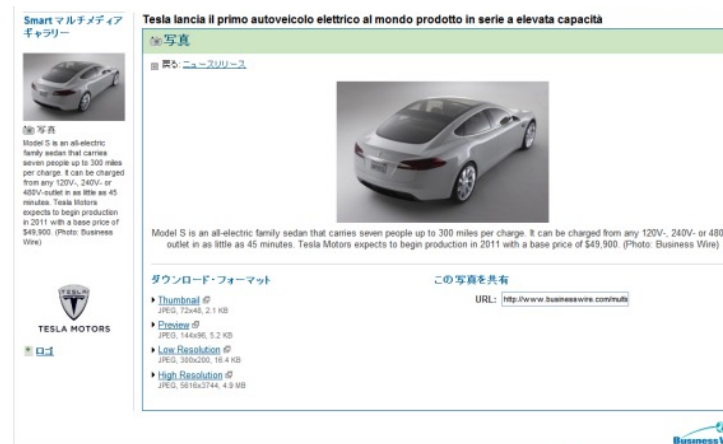 Smart マルチメディア
ギャラリー
写真
Model S is an all-electric
family sedan that carries
seven people up to 300 miles
per charge. It can be charged
from any 120V-, 240V- or
480V-outlet in as little as 45
minutes. Tesla Motors
expects to begin production
in 2011 with a base price of
$49,900. (Photo: Business
Wire)
TESLA
TESLA MOTORS
ロゴ
Tesla lancia il primo autoveicolo elettrico al mondo prodotto in serie a elevata capacità
写真
戻る: ニュースリリース
Model S is an all-electric family sedan that carries seven people up to 300 miles per charge. It can be charged from any 120V-, 240V- or 480
outlet in as little as 45 minutes. Tesla Motors expects to begin production in 2011 with a base price of $49,900. (Photo: Business Wire)
ダウンロード・フォーマット
Thumbnail
JPEG, 72x48, 2.1 KB
Preview
JPEG, 144x96, 5.2 KB
Low Resolution
JPEG, 300x200, 16.4 KB
High Resolution
JPEG, 5616x3744, 4.9 MB
この写真を共有
URL: http://www.businesswire.com/multi
Business W